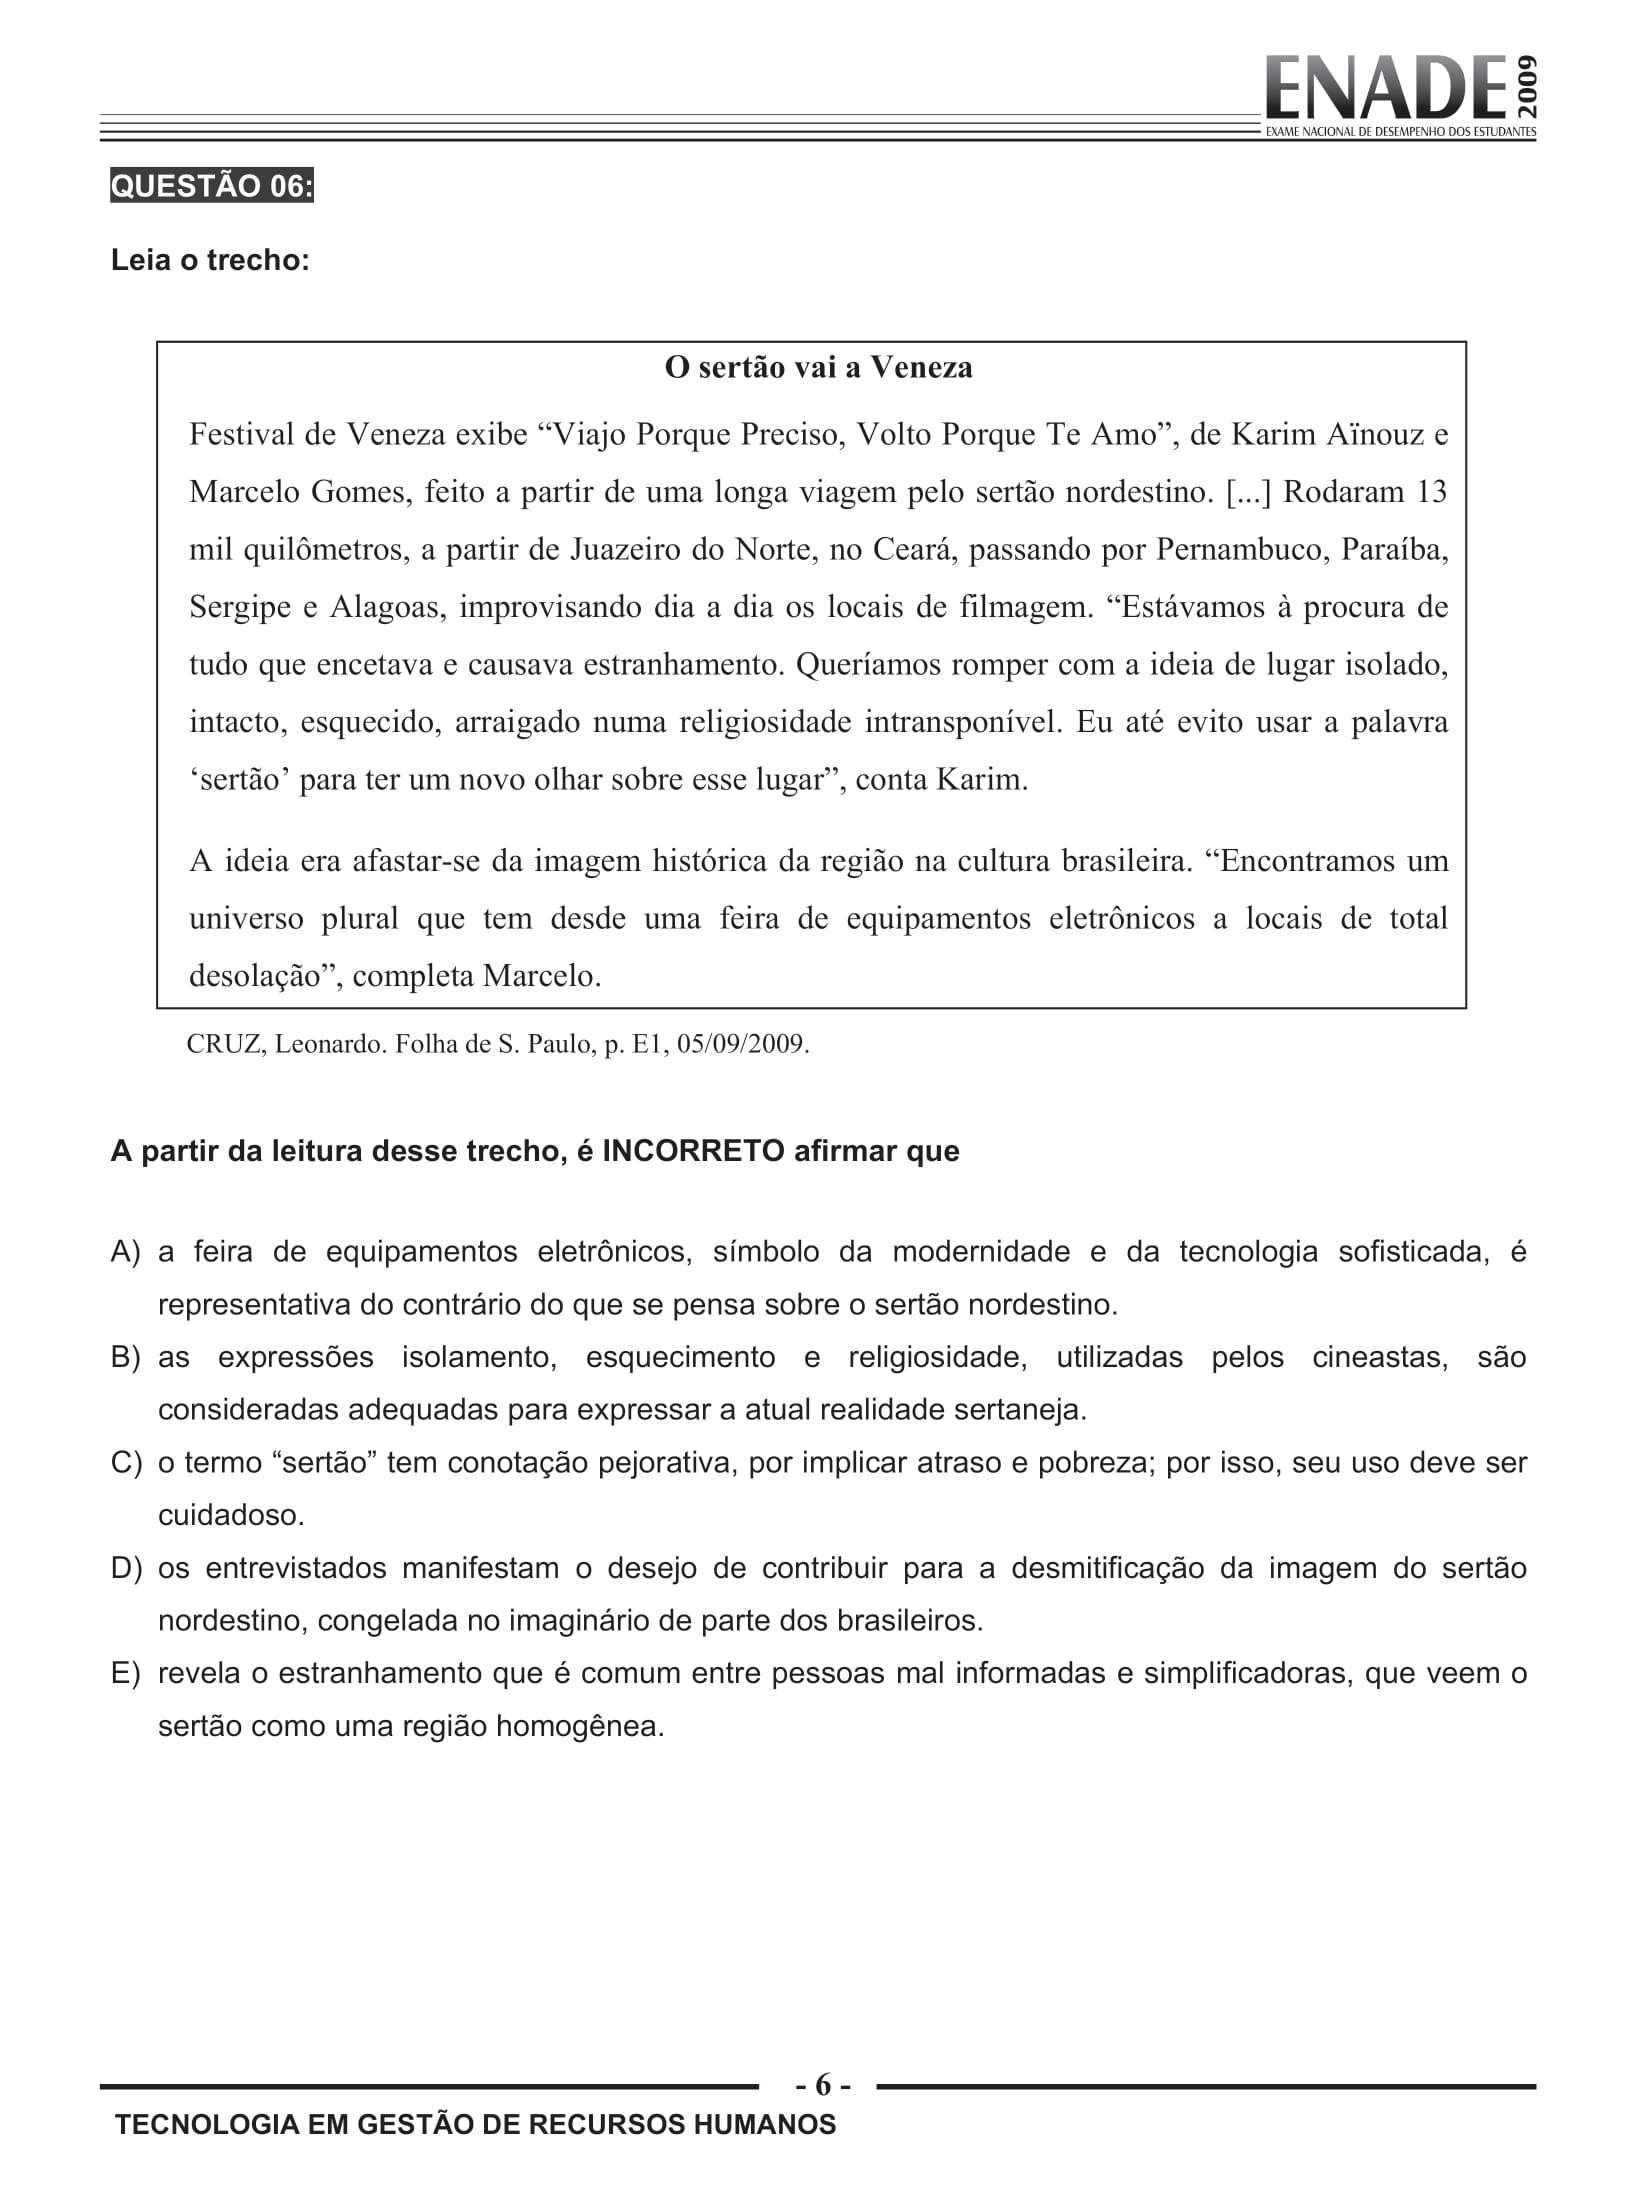 ENADE 2009
EXAME NACIONAL DE DESEMPENHO DOS ESTUDANTES
QUESTÃO 06:
Leia o trecho:
O sertão vai a Veneza
Festival de Veneza exibe “Viajo Porque Preciso, Volto Porque Te Amo”, de Karim Aïnouz e
Marcelo Gomes, feito a partir de uma longa viagem pelo sertão nordestino. [...] Rodaram 13
mil quilômetros, a partir de Juazeiro do Norte, no Ceará, passando por Pernambuco, Paraíba,
Sergipe e Alagoas, improvisando dia a dia os locais de filmagem. “Estávamos à procura de
tudo que encetava e causava estranhamento. Queríamos romper com a ideia de lugar isolado,
intacto, esquecido, arraigado numa religiosidade intransponível. Eu até evito usar a palavra
‘sertão’ para ter um novo olhar sobre esse lugar”, conta Karim.
A ideia era afastar-se da imagem histórica da região na cultura brasileira. “Encontramos um
universo plural que tem desde uma feira de equipamentos eletrônicos a locais de total
desolação”, completa Marcelo.
CRUZ, Leonardo. Folha de S. Paulo, p. E1, 05/09/2009.
A partir da leitura desse trecho, é INCORRETO afirmar que
A) a feira de equipamentos eletrônicos, símbolo da modernidade e da tecnologia sofisticada, é
representativa do contrário do que se pensa sobre o sertão nordestino.
B) as expressões isolamento, esquecimento e religiosidade, utilizadas pelos cineastas, são
consideradas adequadas para expressar a atual realidade sertaneja.
C) o termo “sertão” tem conotação pejorativa, por implicar atraso e pobreza; por isso, seu uso deve ser
cuidadoso.
D) os entrevistados manifestam o desejo de contribuir para a desmitificação da imagem do sertão
nordestino, congelada no imaginário de parte dos brasileiros.
E) revela o estranhamento que é comum entre pessoas mal informadas e simplificadoras, que veem o
sertão como uma região homogênea.
- 6 -
TECNOLOGIA EM GESTÃO DE RECURSOS HUMANOS